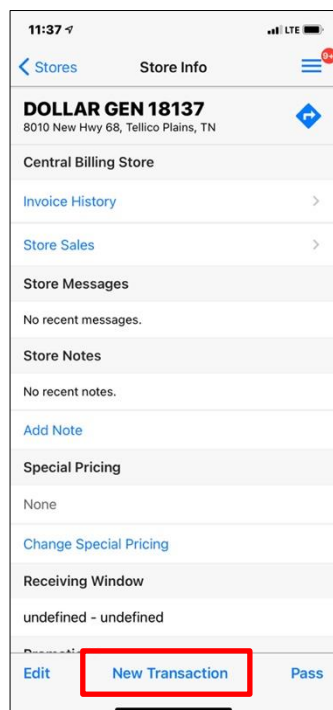 11:37
LTE
Stores
Store Info
9+
DOLLAR GEN 18137
8010 New Hwy 68, Tellico Plains, TN
Central Billing Store
Invoice History
Store Sales
Store Messages
No recent messages.
Store Notes
No recent notes.
Add Note
Special Pricing
None
Change Special Pricing
Receiving Window
undefined - undefined
Edit
New Transaction
Pass